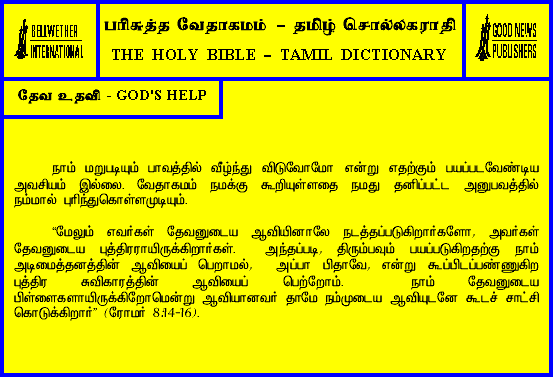 BELLWETHER
INTERNATIONAL
பரிசுத்த வேதாகமம் – தமிழ் சொல்லகராதி
THE HOLY BIBLE – TAMIL DICTIONARY
GOOD NEWS
PUBLISHERS
தேவ உதவி - GOD'S HELP
நாம் மறுபடியும் பாவத்தில் வீழ்ந்து விடுவோமோ என்று எதற்கும் பயப்படவேண்டிய
அவசியம் இல்லை. வேதாகமம் நமக்கு கூறியுள்ளதை நமது தனிப்பட்ட அனுபவத்தில்
நம்மால் புரிந்துகொள்ளமுடியும்.
“மேலும் எவர்கள் தேவனுடைய ஆவியினாலே நடத்தப்படுகிறார்களோ, அவர்கள்
தேவனுடைய புத்திரராயிருக்கிறார்கள். அந்தப்படி, திரும்பவும் பயப்படுகிறதற்கு நாம்
அடிமைத்தனத்தின் ஆவியைப் பெறாமல், அப்பா பிதாவே, என்று கூப்பிடப்பண்ணுகிற
புத்திர சுவிகாரத்தின் ஆவியைப் பெற்றோம். நாம் தேவனுடைய
பிள்ளைகளாயிருக்கிறோமென்று ஆவியானவர் தாமே நம்முடைய ஆவியுடனே கூடச் சாட்சி
கொடுக்கிறார்” (ரோமர் 8:14-16).